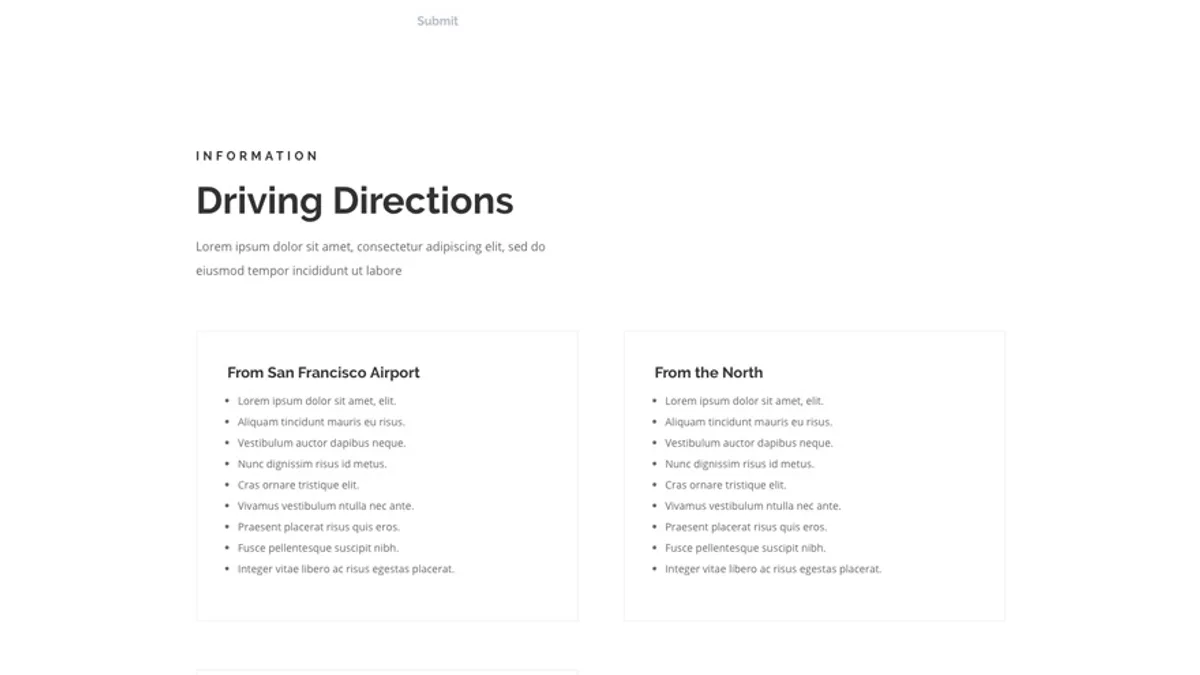 Submit
INFORMATION
Driving Directions
Lorem ipsum dolor sit amet, consectetur adipiscing elit, sed do
eiusmod tempor incididunt ut labore
From San Francisco Airport
Lorem ipsum dolor sit amet, elit.
Aliquam tincidunt mauris eu risus.
Vestibulum auctor dapibus neque.
Nunc dignissim risus id metus.
Cras ornare tristique elit.
Vivamus vestibulum ntulla nec ante.
Praesent placerat risus quis eros.
Fusce pellentesque suscipit nibh.
Integer vitae libero ac risus egestas placerat.
From the North
Lorem ipsum dolor sit amet, elit.
Aliquam tincidunt mauris eu risus.
Vestibulum auctor dapibus neque.
Nunc dignissim risus id metus.
Cras ornare tristique elit.
Vivamus vestibulum ntulla nec ante.
Praesent placerat risus quis eros.
Fusce pellentesque suscipit nibh.
Integer vitae libero ac risus egestas placerat.